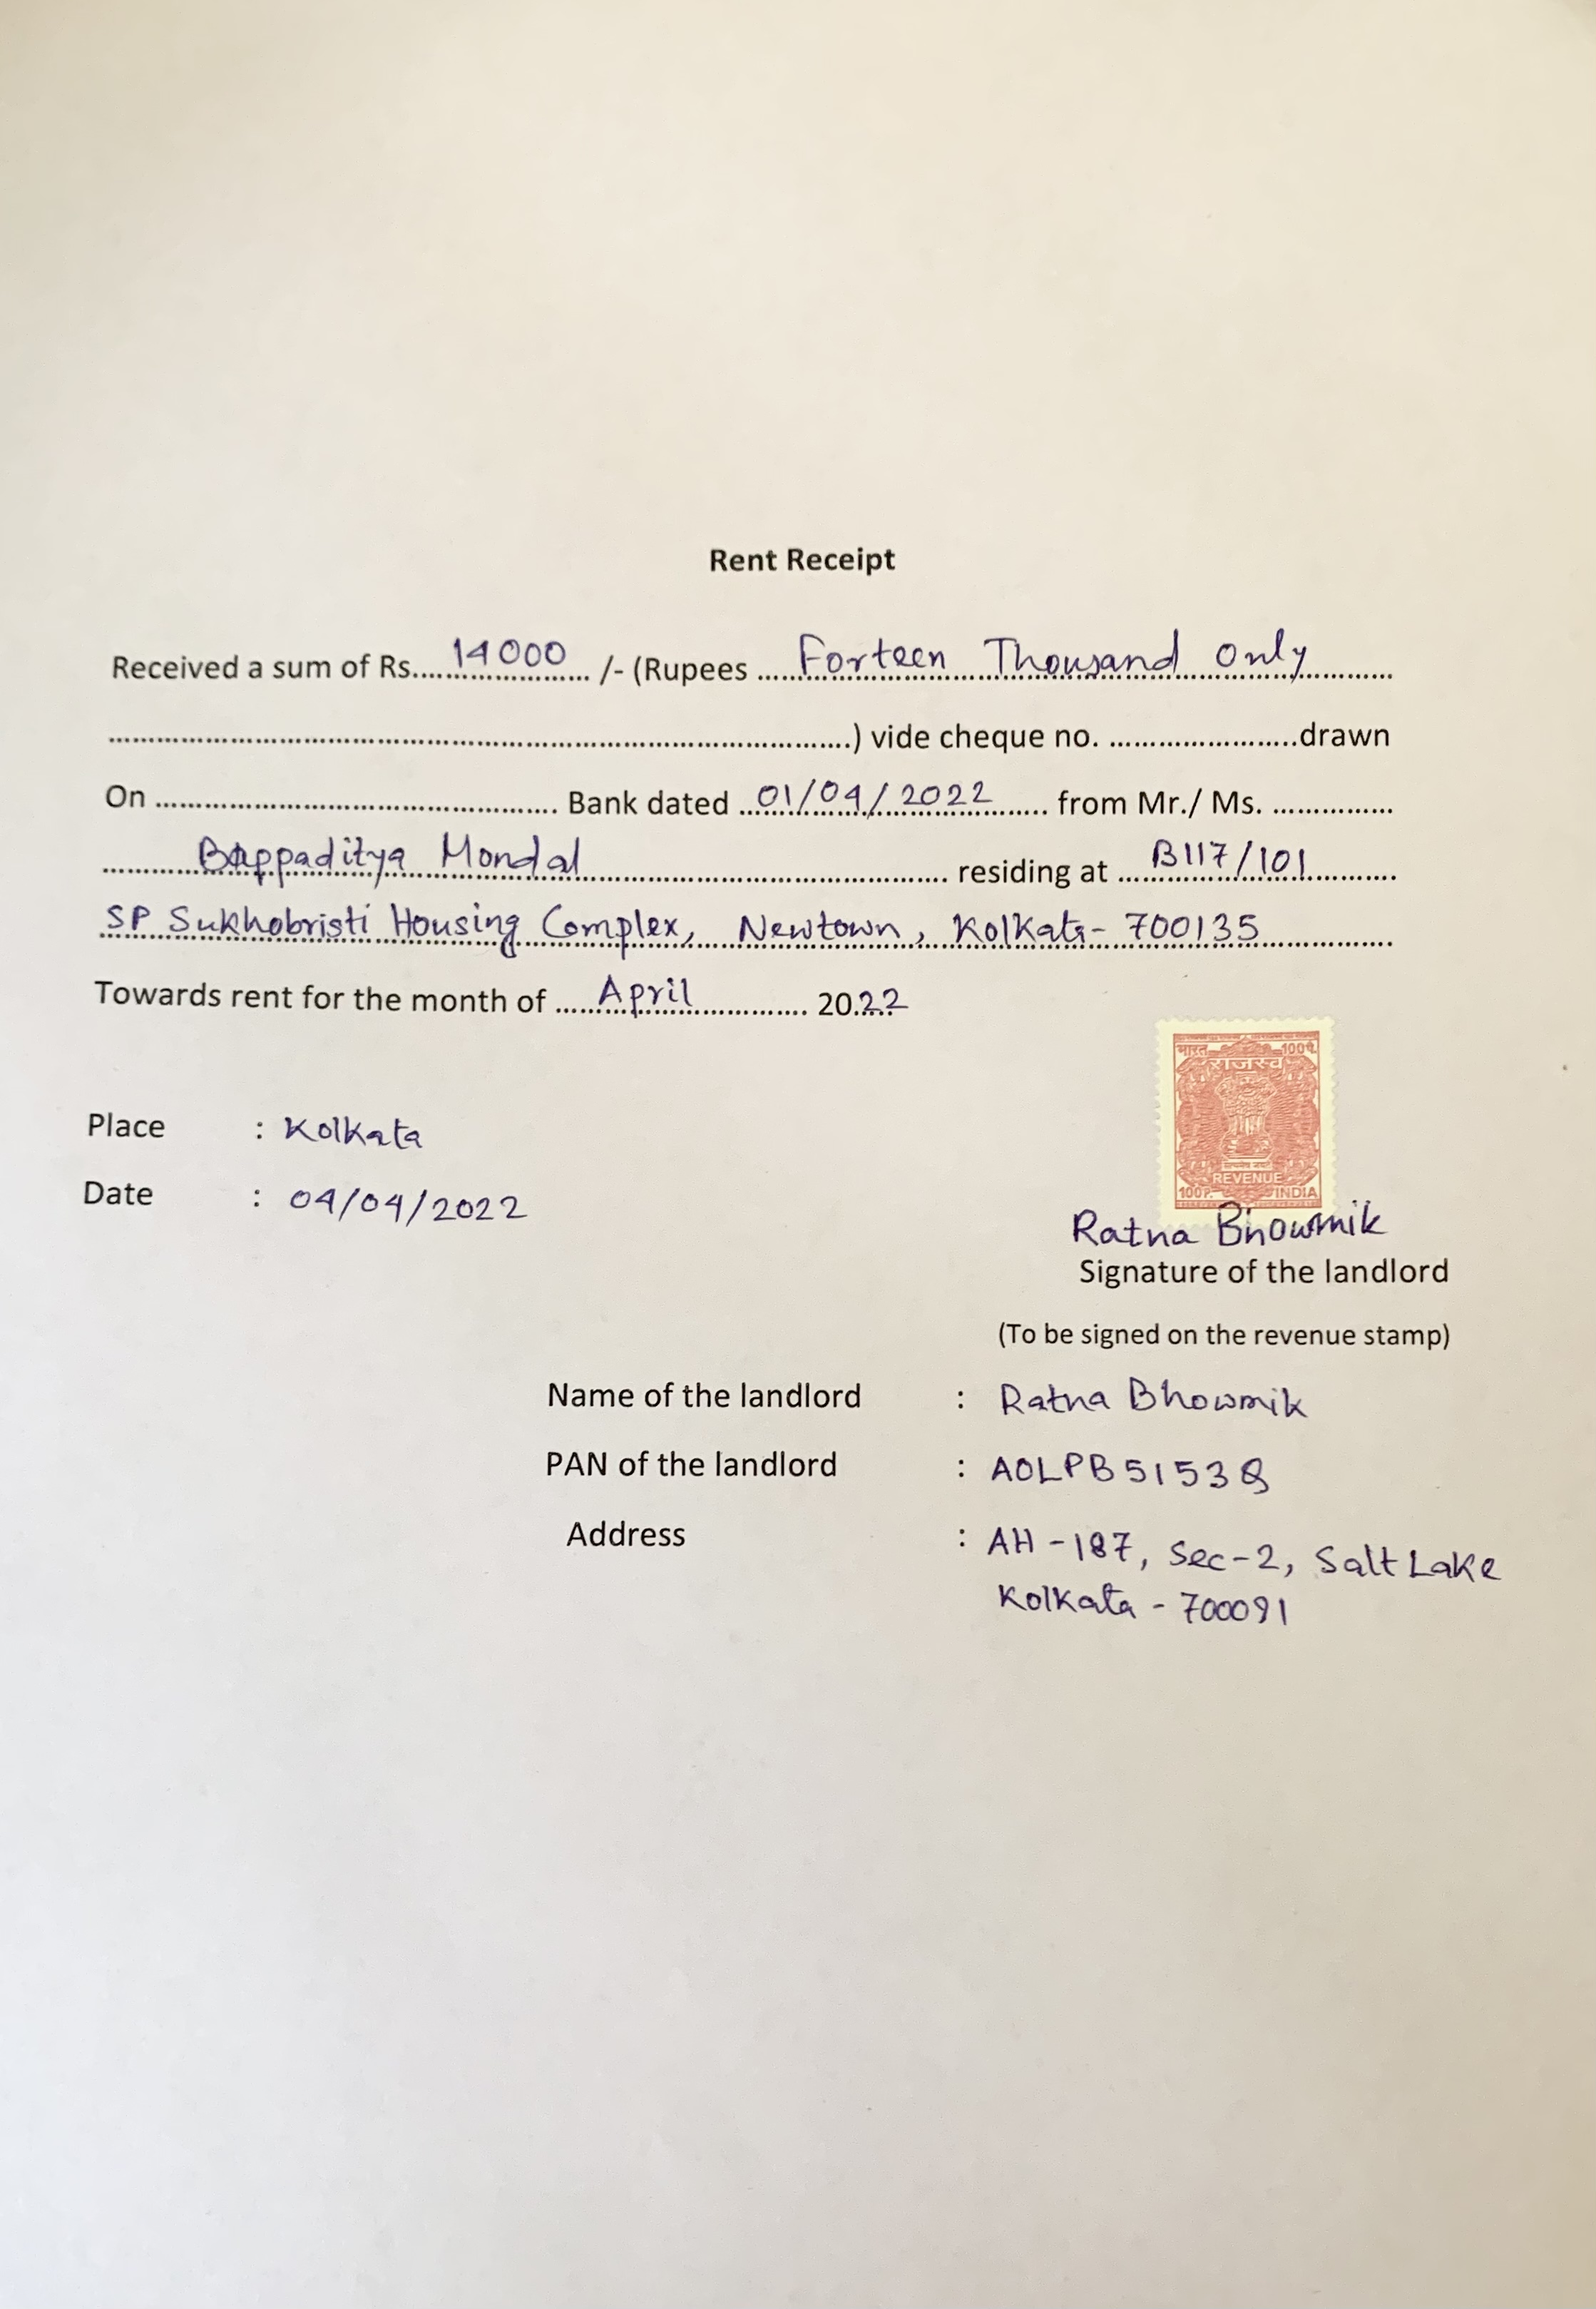 Rent Receipt
Received a sum of Rs....14000..../- (Rupees ....Forteen Thousand only....
....) vide cheque no. ....drawn
On .... Bank dated ...01/04/2022.... from Mr./ Ms. ....
....Bappaditya Mondal.... residing at ....B117/101....
SP Sukhobristi Housing Complex, Newtown, Kolkata- 700135
Towards rent for the month of ....April.... 2022
भारत 100पै.
राजस्व
सत्यमेव जयते
REVENUE
100P. INDIA
Place : Kolkata
Date : 04/04/2022
Ratna Bhowmik
Signature of the landlord
(To be signed on the revenue stamp)
Name of the landlord : Ratna Bhowmik
PAN of the landlord : AOLPB5153Q
Address : AH-187, Sec-2, Salt Lake
Kolkata - 700091